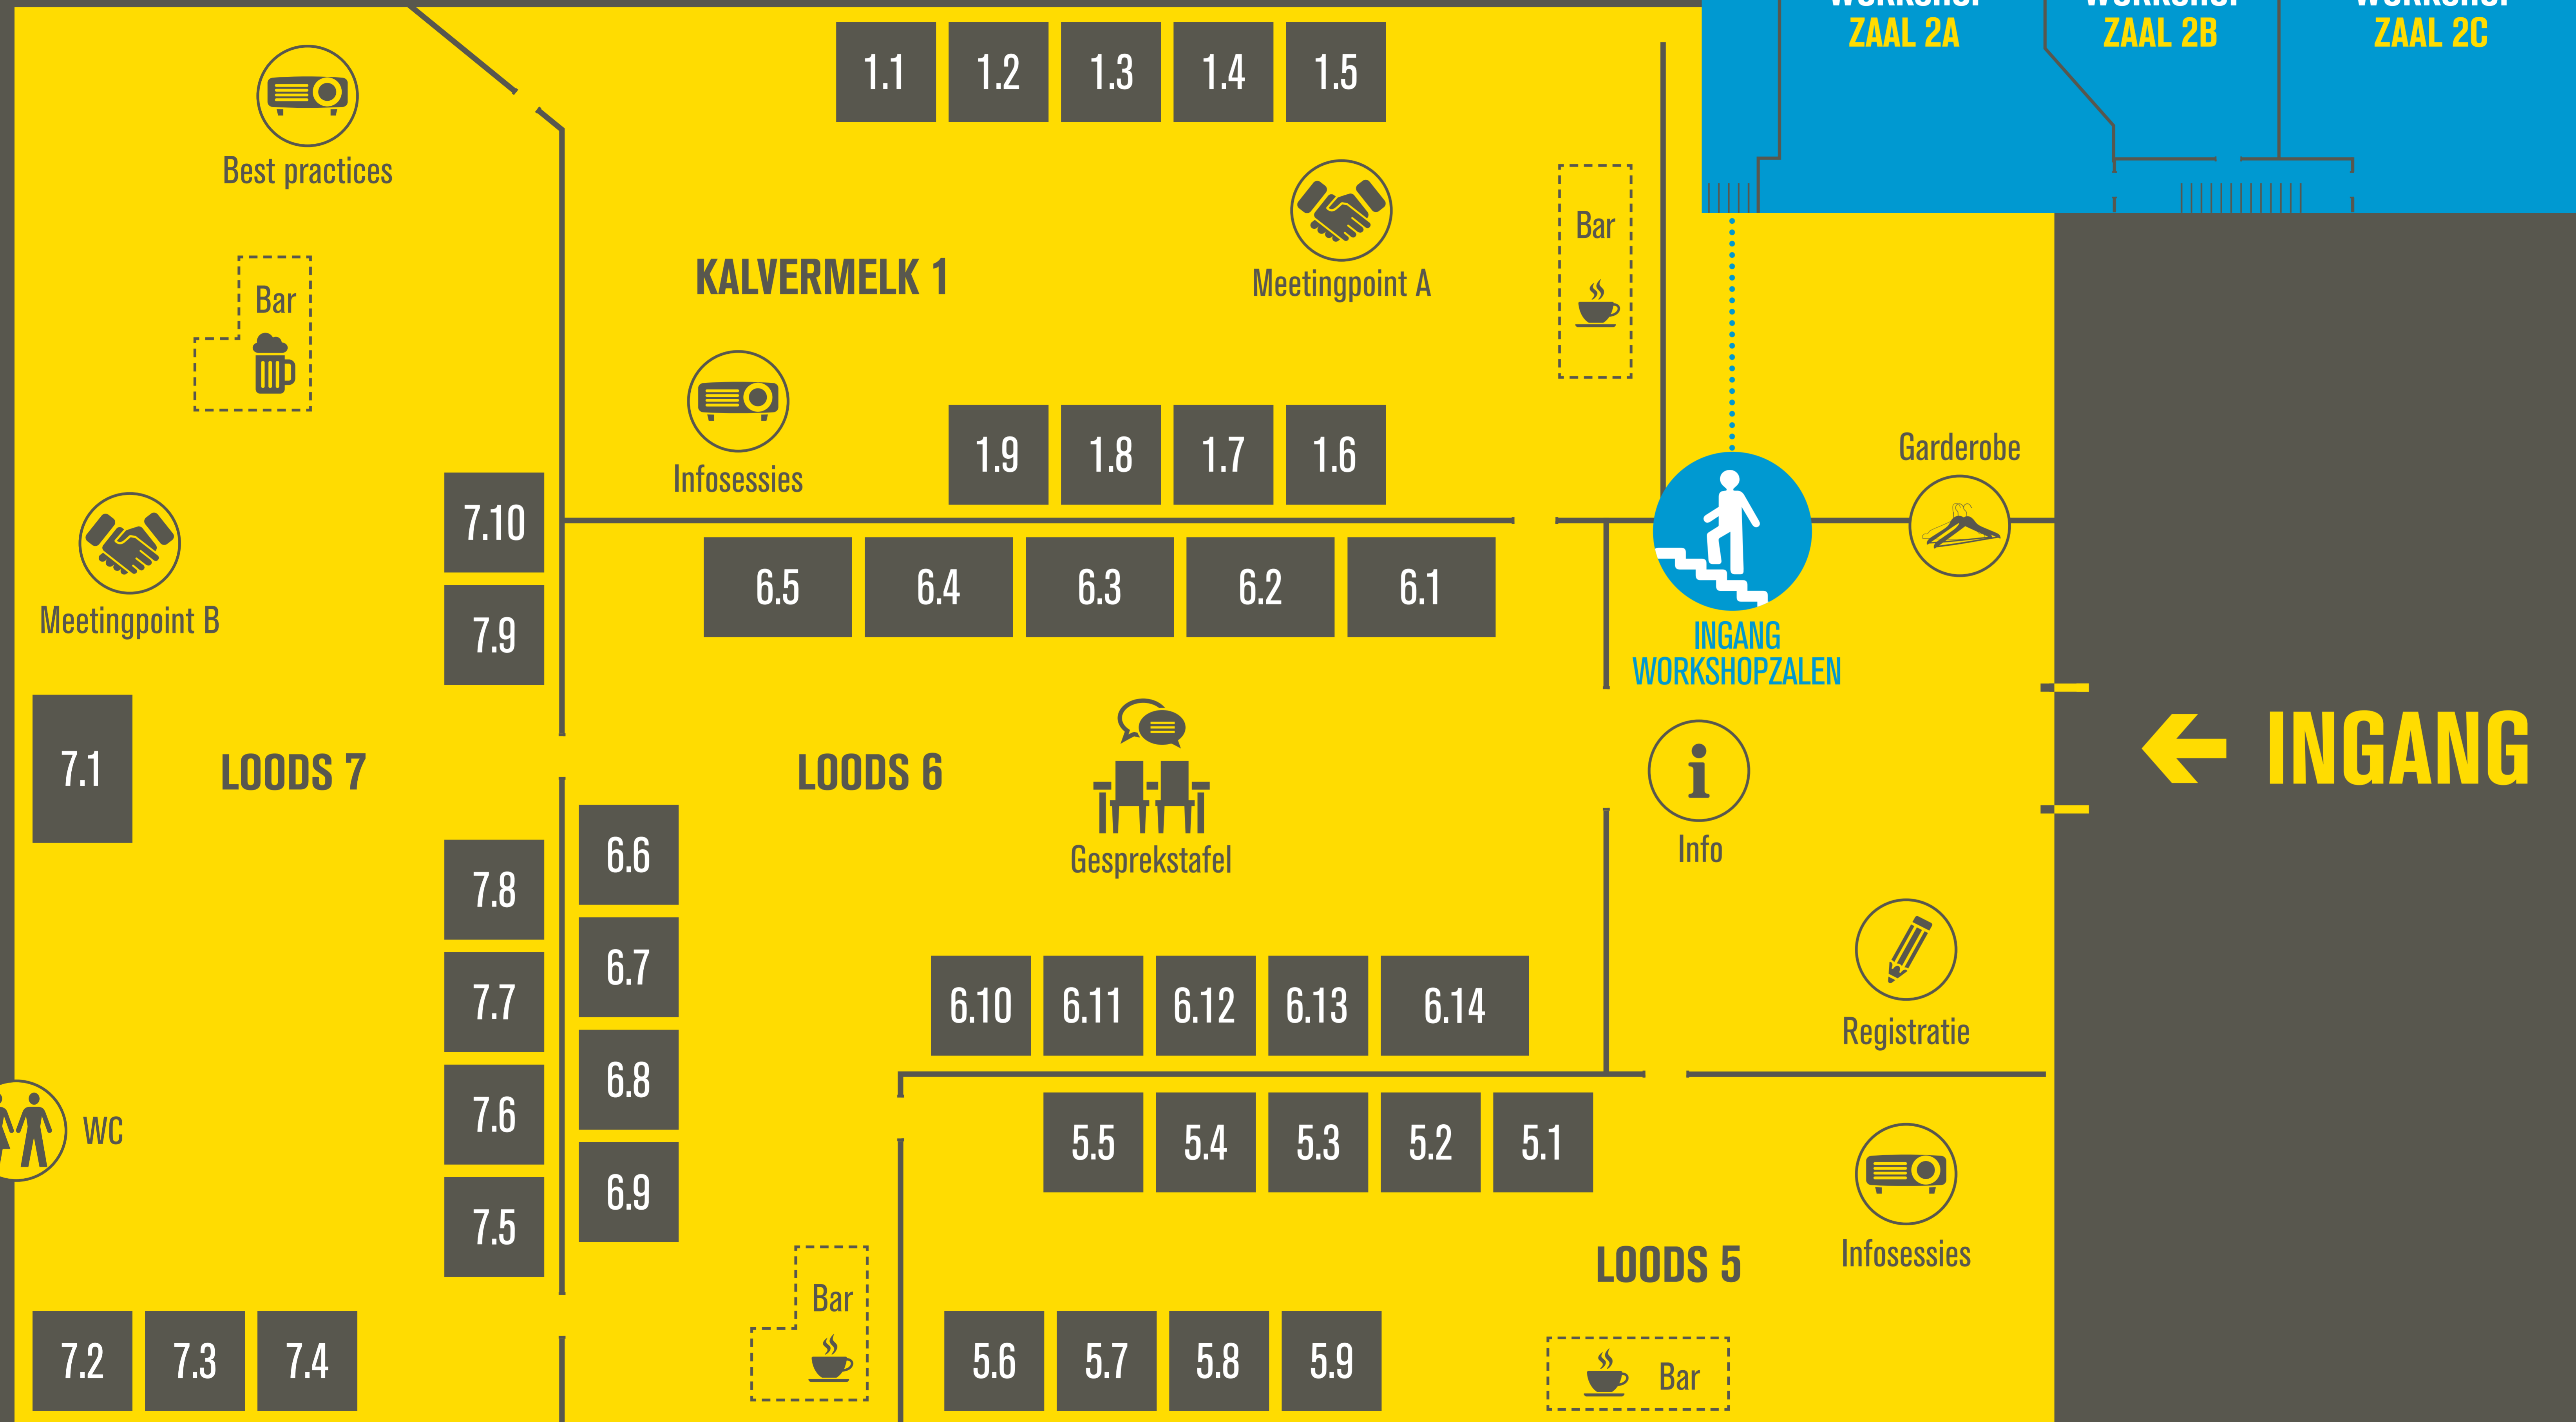 WORKSHOP
ZAAL 2A
WORKSHOP
ZAAL 2B
WORKSHOP
ZAAL 2C
1.1
1.2
1.3
1.4
1.5
Best practices
Bar
Meetingpoint A
Bar
KALVERMELK 1
Infosessies
1.9
1.8
1.7
1.6
Garderobe
INGANG
WORKSHOPZALEN
Meetingpoint B
7.10
7.9
7.1
LOODS 7
7.8
7.7
7.6
7.5
WC
7.2
7.3
7.4
6.5
6.4
6.3
6.2
6.1
LOODS 6
Gesprekstafel
6.6
6.7
6.8
6.9
6.10
6.11
6.12
6.13
6.14
Bar
Info
INGANG
Registratie
5.5
5.4
5.3
5.2
5.1
Infosessies
LOODS 5
5.6
5.7
5.8
5.9
Bar